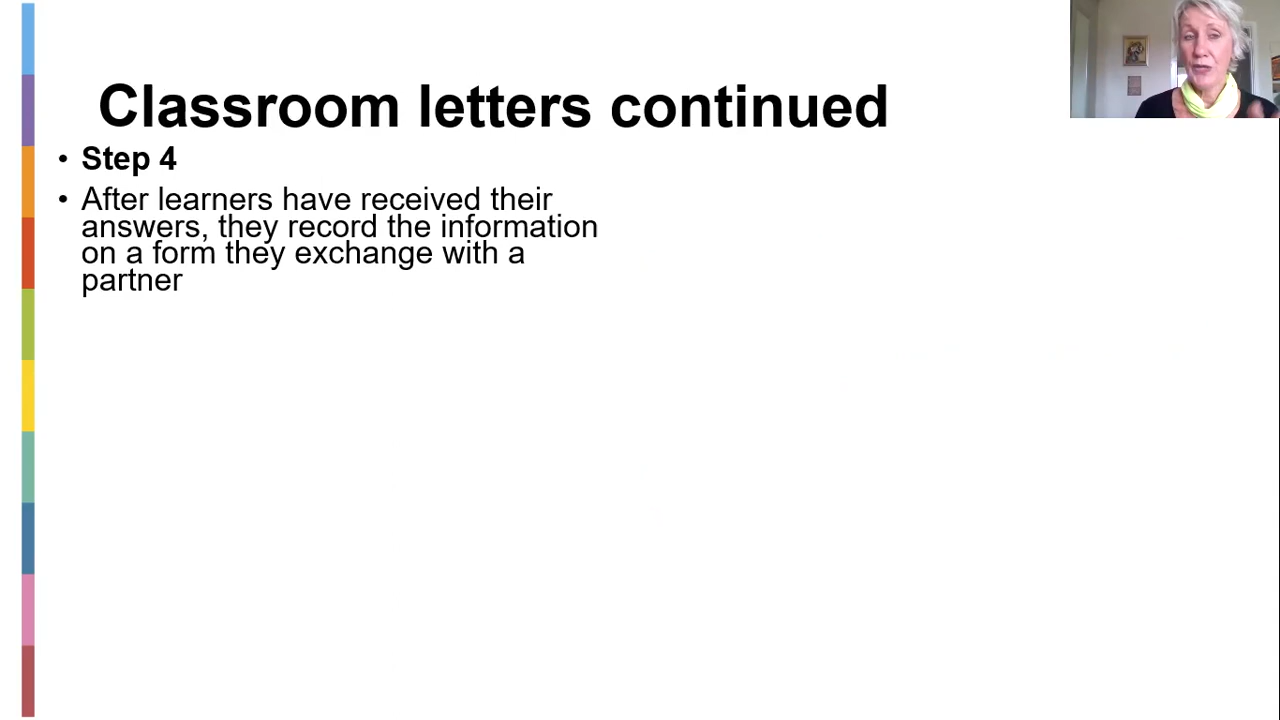 Classroom letters continued
• Step 4
• After learners have received their
answers, they record the information
on a form they exchange with a
partner